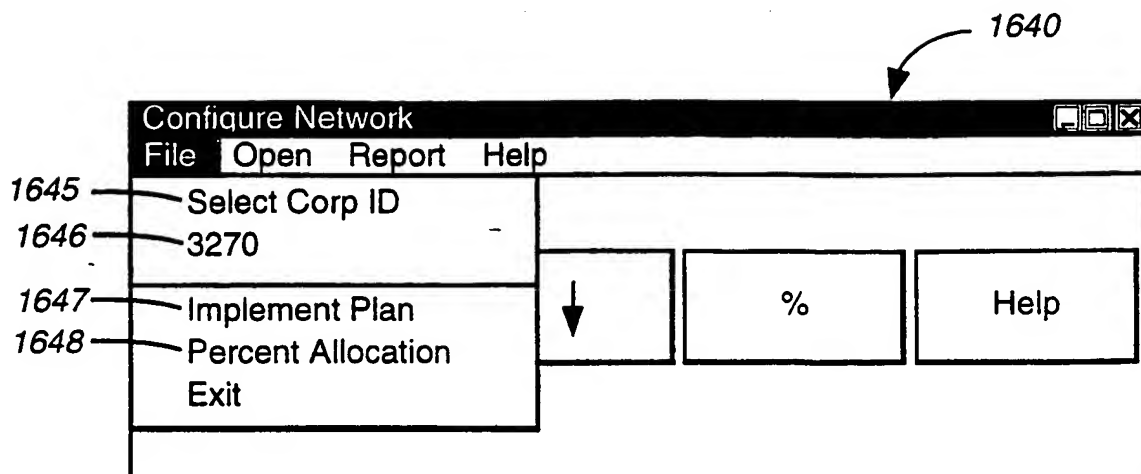 1640
Configure Network
File Open Report Help
1645 Select Corp ID
1646 3270
1647 Implement Plan
1648 Percent Allocation
Exit
% Help